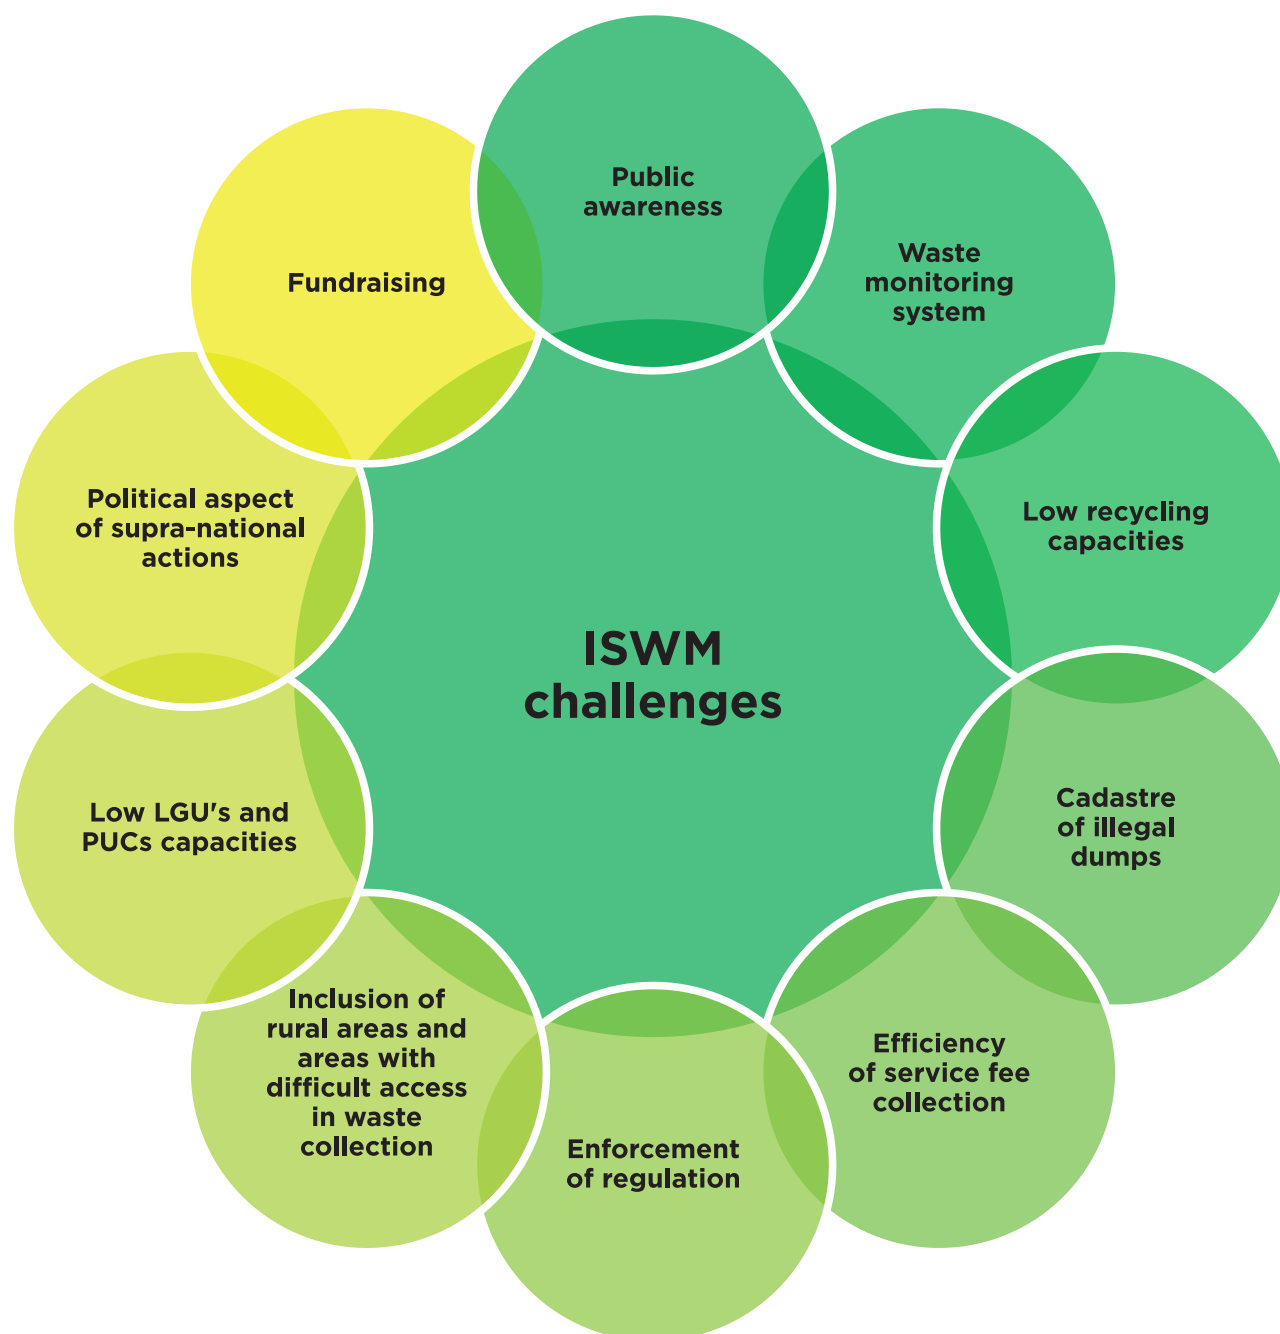 Public
awareness
Waste
monitoring
system
Low recycling
capacities
Cadastre
of illegal
dumps
Efficiency
of service fee
collection
Enforcement
of regulation
Inclusion of
rural areas and
areas with
difficult access
in waste
collection
Low LGU's and
PUCs capacities
Political aspect
of supra-national
actions
Fundraising
ISWM
challenges